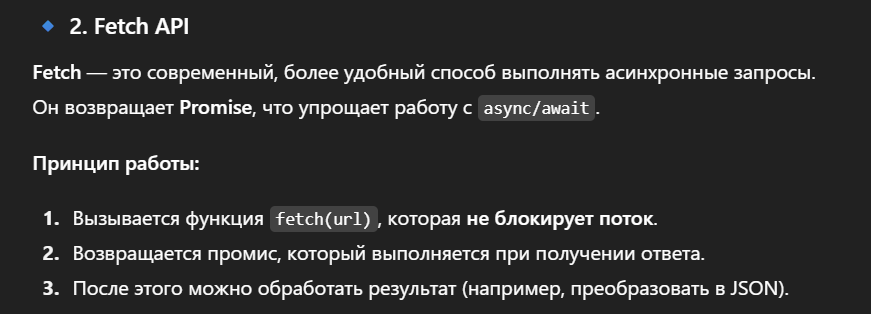 🔹 2. Fetch API
Fetch — это современный, более удобный способ выполнять асинхронные запросы.
Он возвращает Promise, что упрощает работу с async/await.
Принцип работы:
1. Вызывается функция fetch(url), которая не блокирует поток.
2. Возвращается промис, который выполняется при получении ответа.
3. После этого можно обработать результат (например, преобразовать в JSON).